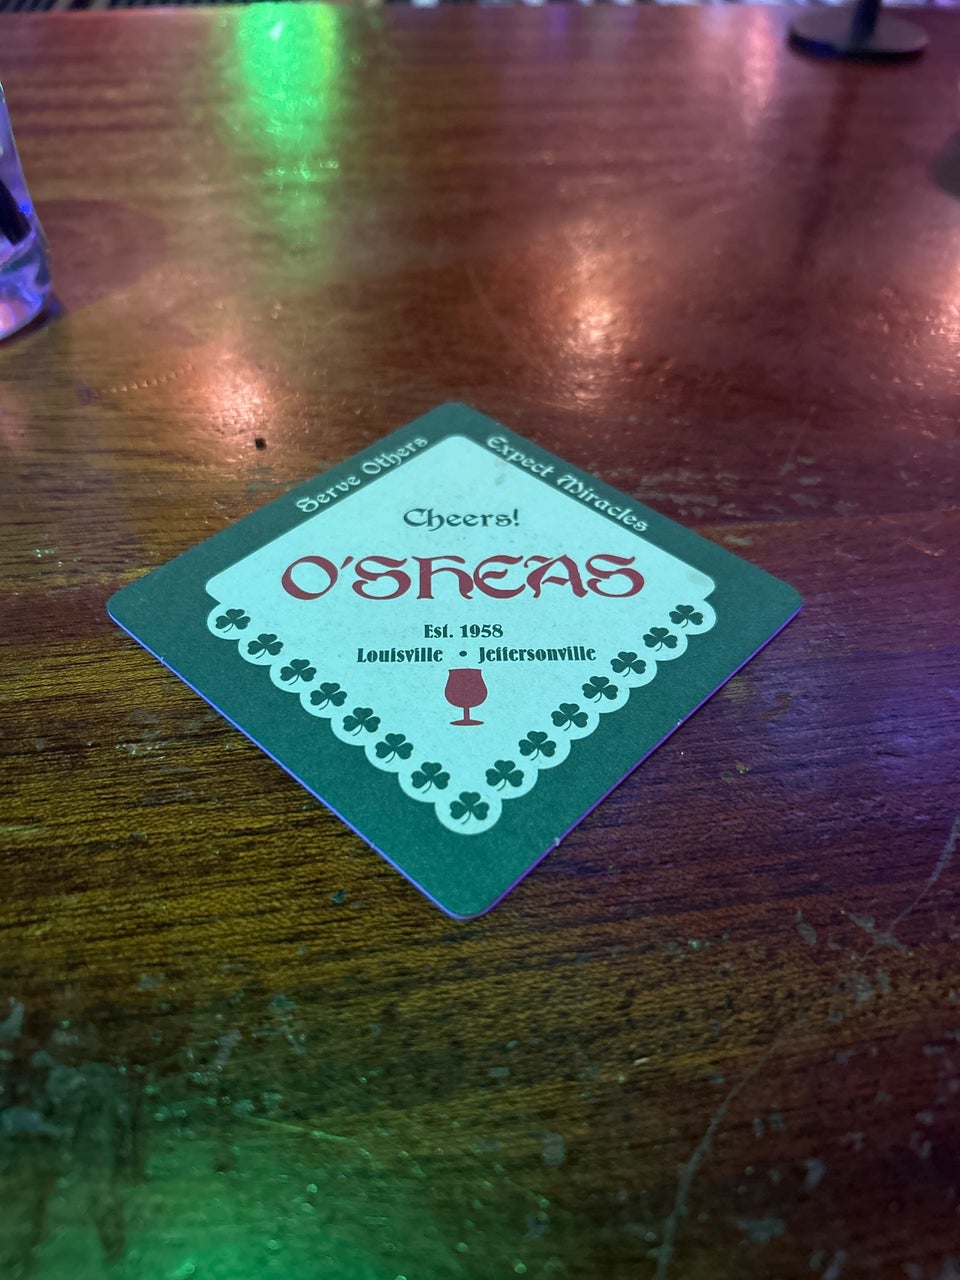 Serve Others
Expect Miracles
Cheers!
O'SHEAS
Est. 1958
Louisville • Jeffersonville